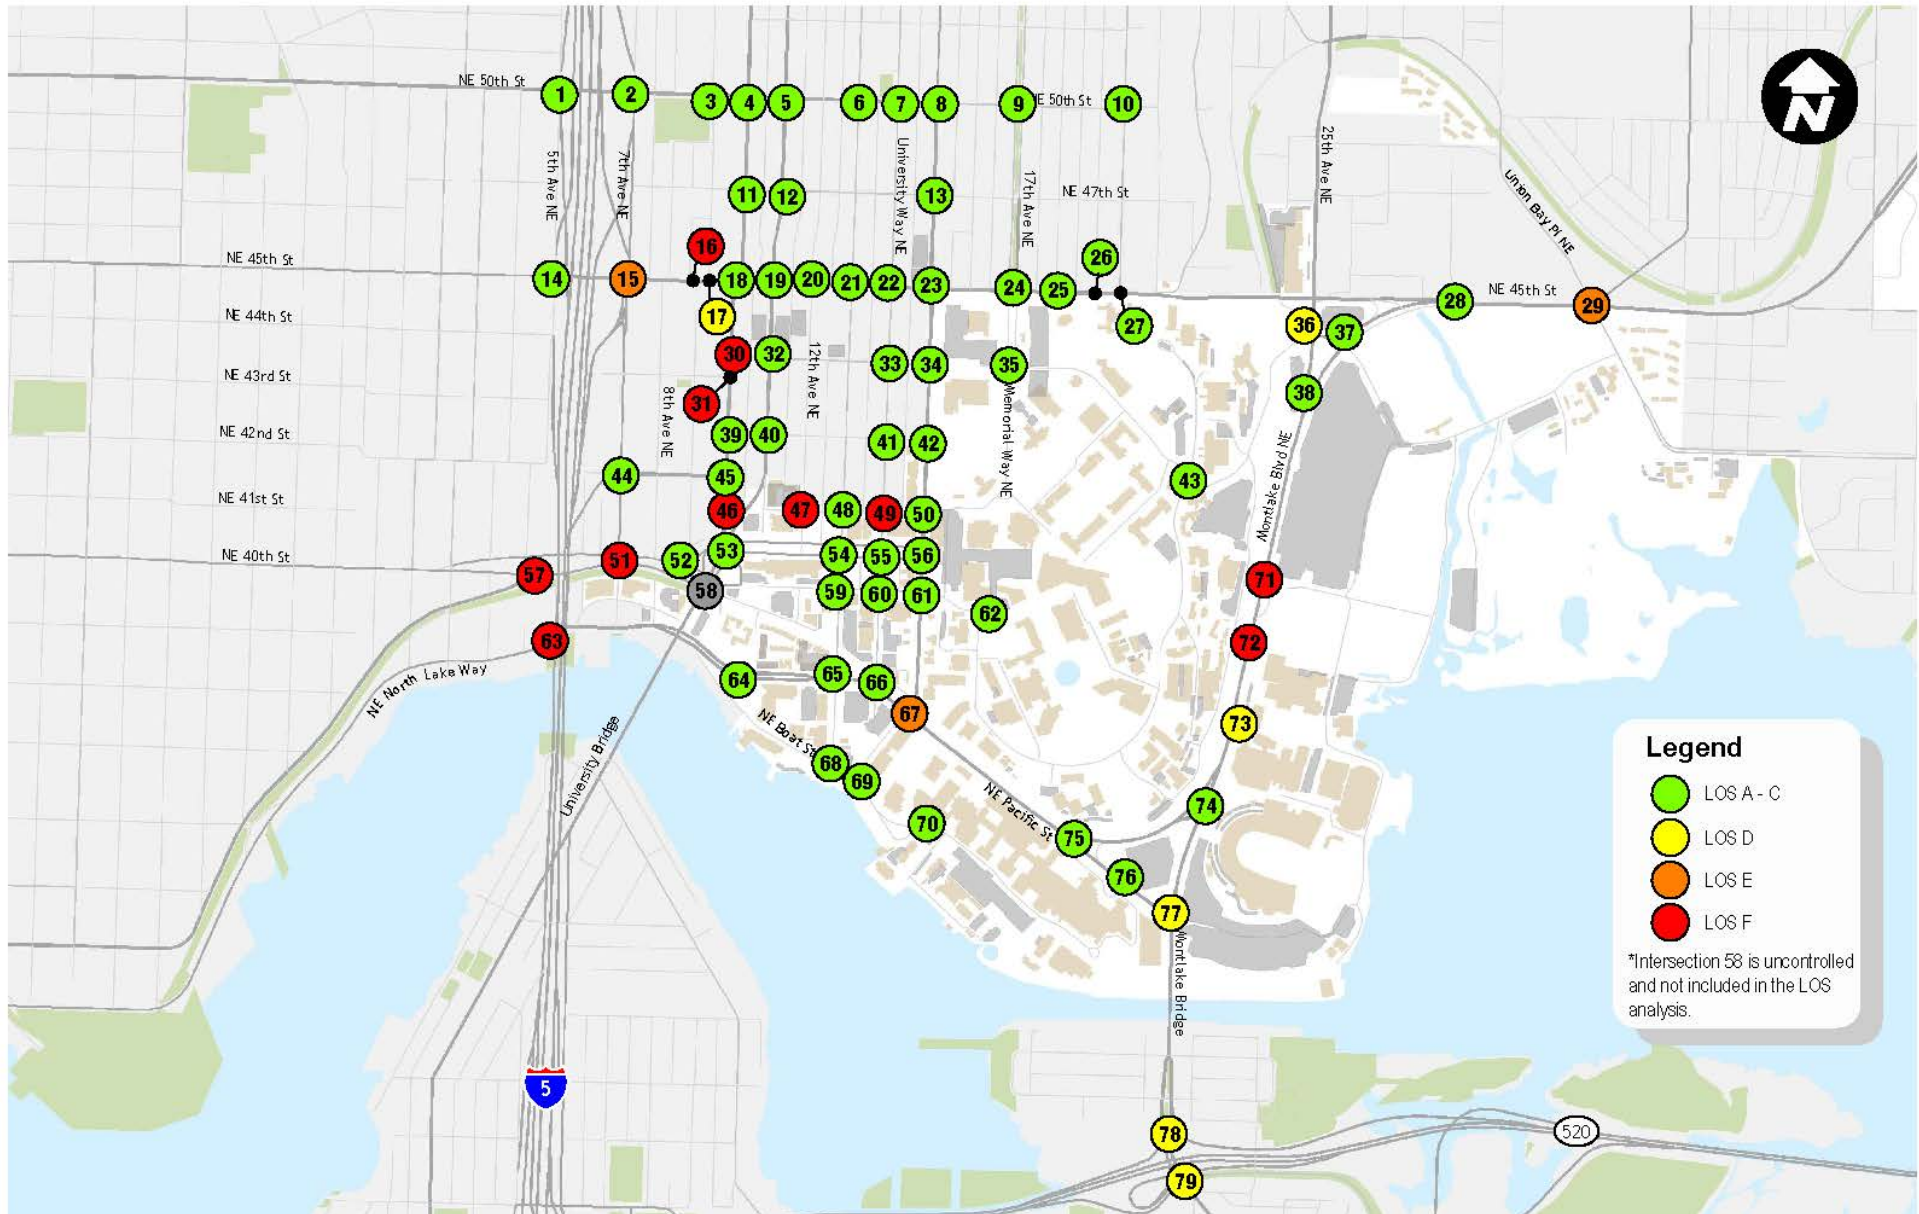 NE 50th St
1
2
3
4
5
6
7
8
9
E 50th St
10
5th Ave NE
7th Ave NE
University Way NE
17th Ave NE
NE 47th St
25th Ave NE
Union Bay Pl NE
11
12
13
16
26
NE 45th St
14
15
18
19
20
21
22
23
24
25
28
NE 45th St
29
NE 44th St
17
27
36
37
30
32
12th Ave NE
33
34
35
NE 43rd St
31
38
8th Ave NE
Memorial Way NE
NE 42nd St
39
40
41
42
44
45
43
Montlake Blvd NE
NE 41st St
46
47
48
49
50
NE 40th St
51
52
53
54
55
56
57
58
59
60
61
62
71
63
72
NE North Lake Way
64
65
66
67
73
University Bridge
NE Boat St
68
69
70
NE Pacific St
74
75
76
77
Montlake Bridge
5
78
79
520
N
Legend
LOS A - C
LOS D
LOS E
LOS F
*Intersection 58 is uncontrolled
and not included in the LOS
analysis.